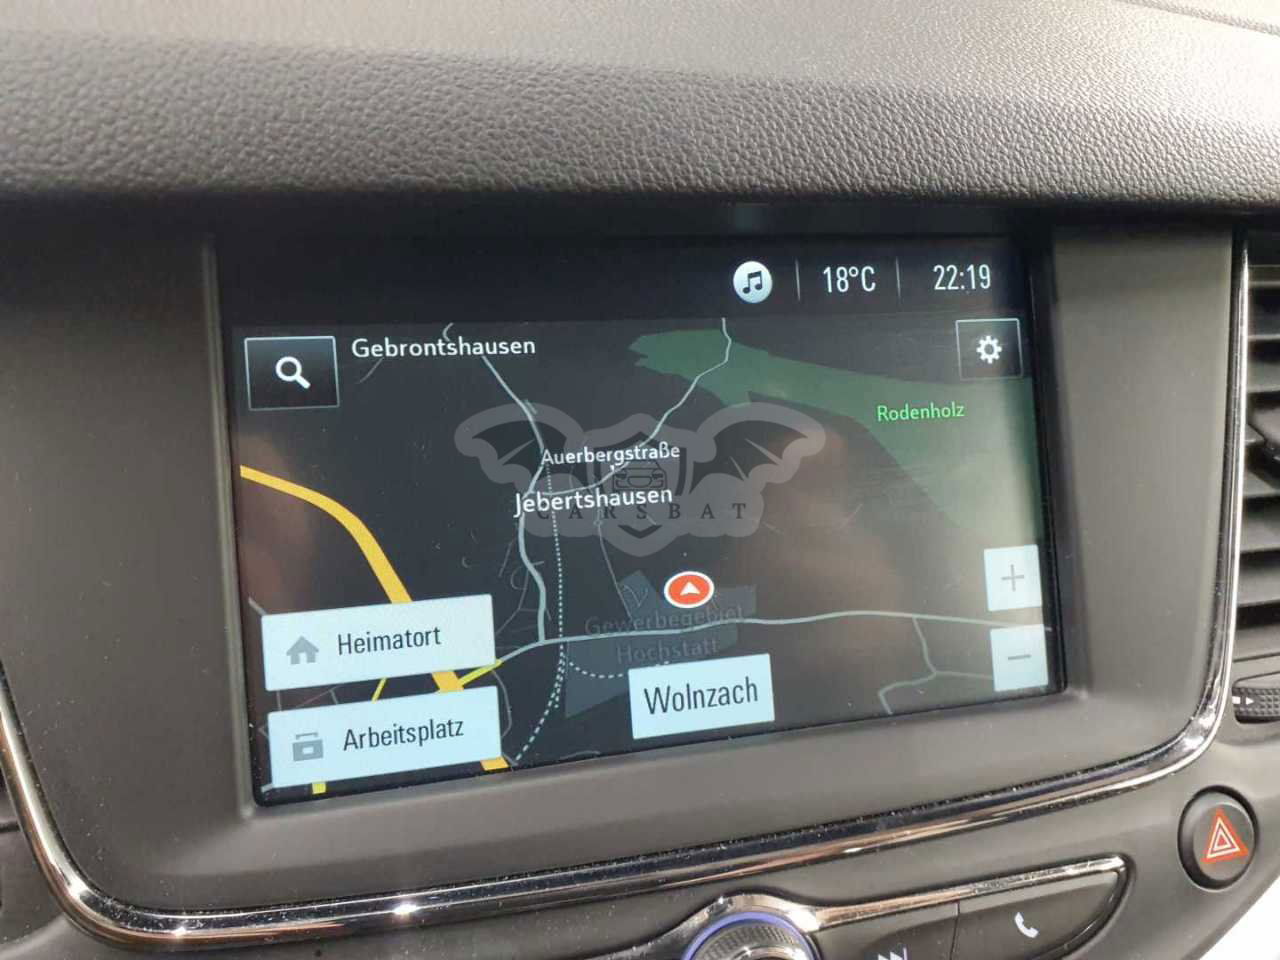 18°C
22:19
Gebrontshausen
Rodenholz
Auerbergstraße
Jebertshausen
CARSBAT
Gewerbegebiet
Hochstatt
Heimatort
Wolnzach
Arbeitsplatz